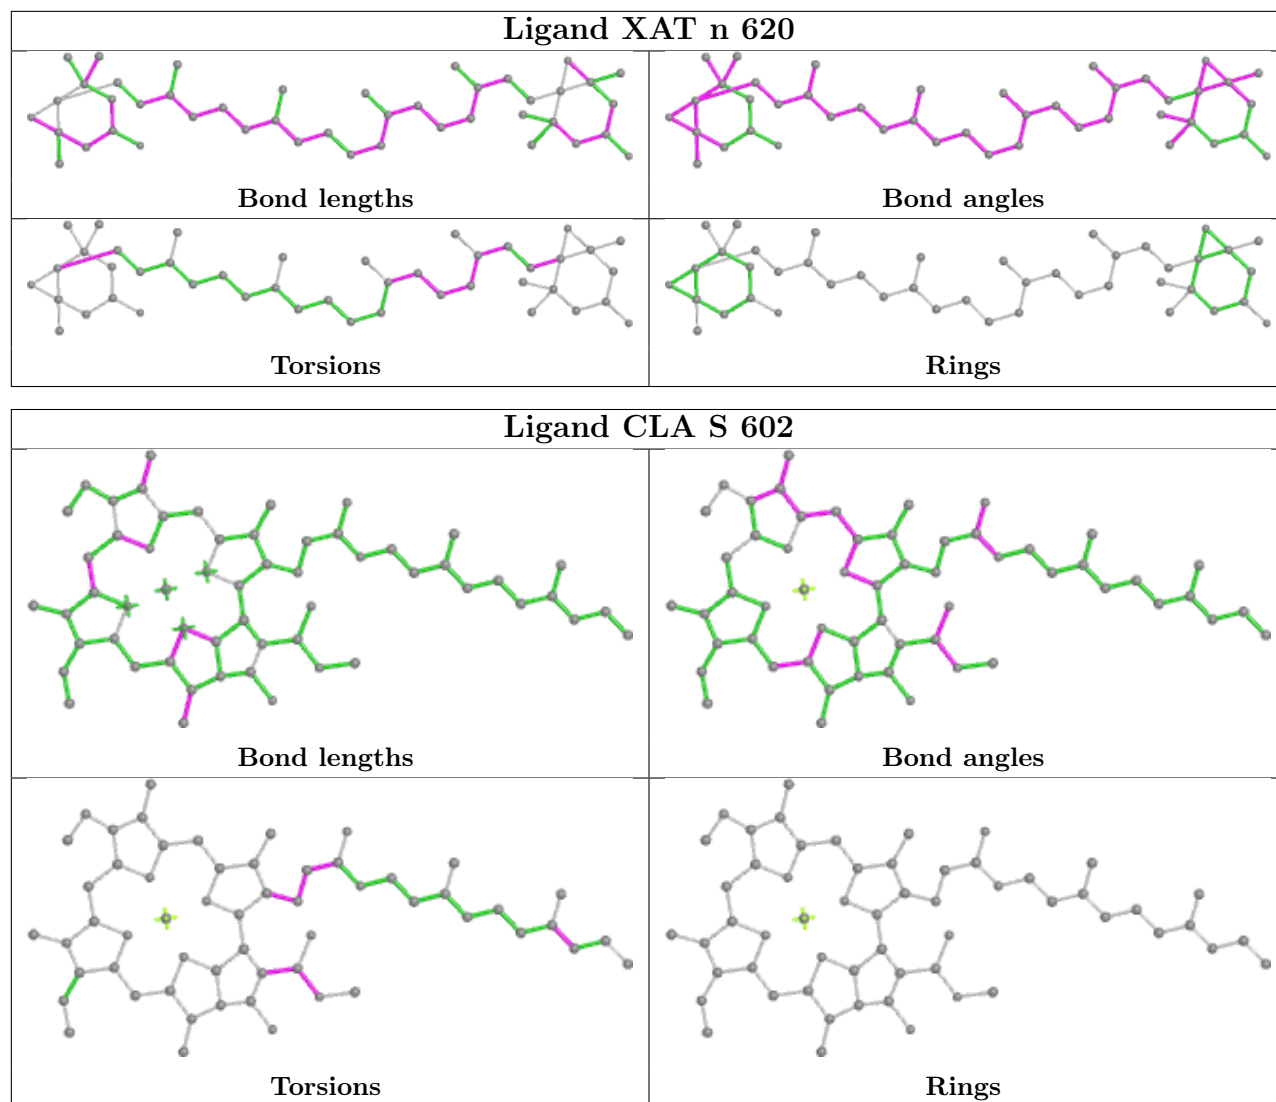 Ligand XAT n 620
Bond lengths
Bond angles
Torsions
Rings
Ligand CLA S 602
Bond lengths
Bond angles
Torsions
Rings